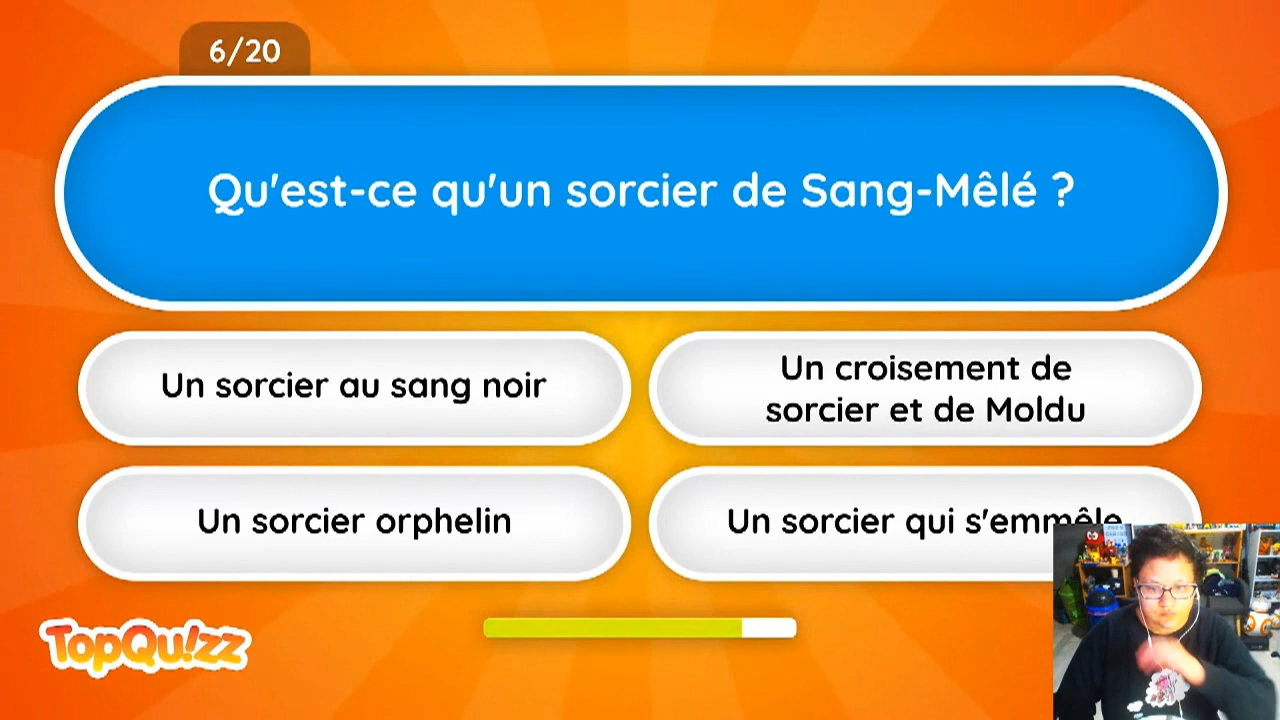 6/20
Qu'est-ce qu'un sorcier de Sang-Mêlé ?
Un sorcier au sang noir
Un croisement de
sorcier et de Moldu
Un sorcier orphelin
Un sorcier qui s'emmêle
TopQu!zz